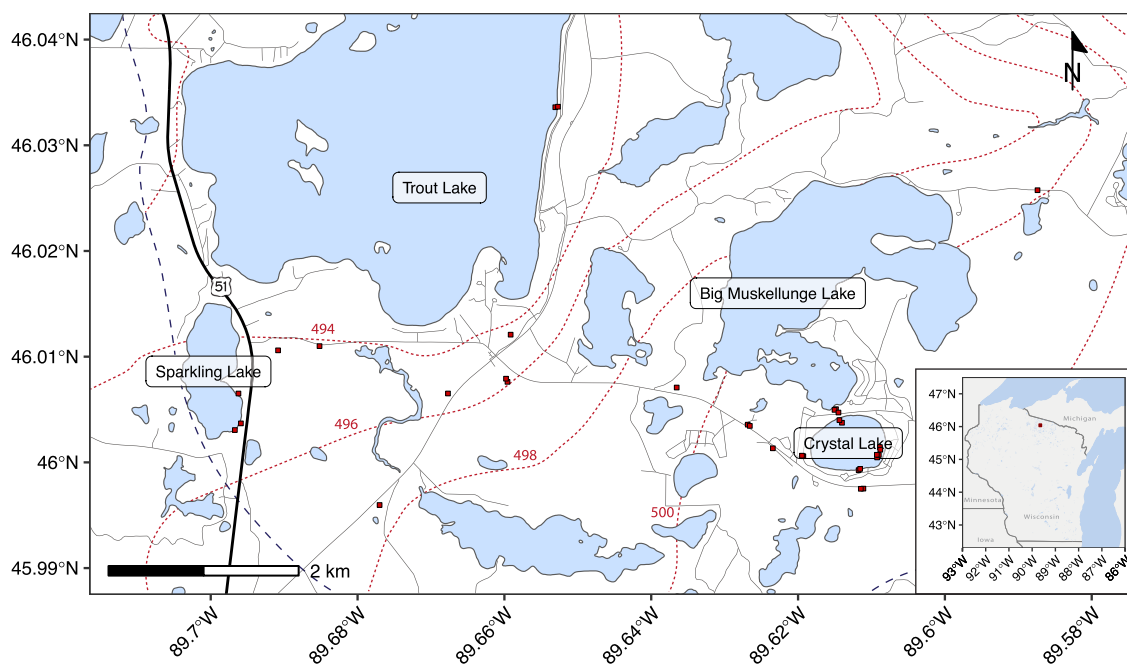 46.04°N
46.03°N
46.02°N
46.01°N
46°N
45.99°N
N
Trout Lake
51
Big Muskellunge Lake
494
Sparkling Lake
496
498
Crystal Lake
500
2 km
89.7°W
89.68°W
89.66°W
89.64°W
89.62°W
89.6°W
89.58°W
47°N
46°N
45°N
44°N
43°N
Michigan
Minnesota
Wisconsin
Iowa
93°W
92°W
91°W
90°W
89°W
88°W
87°W
86°W